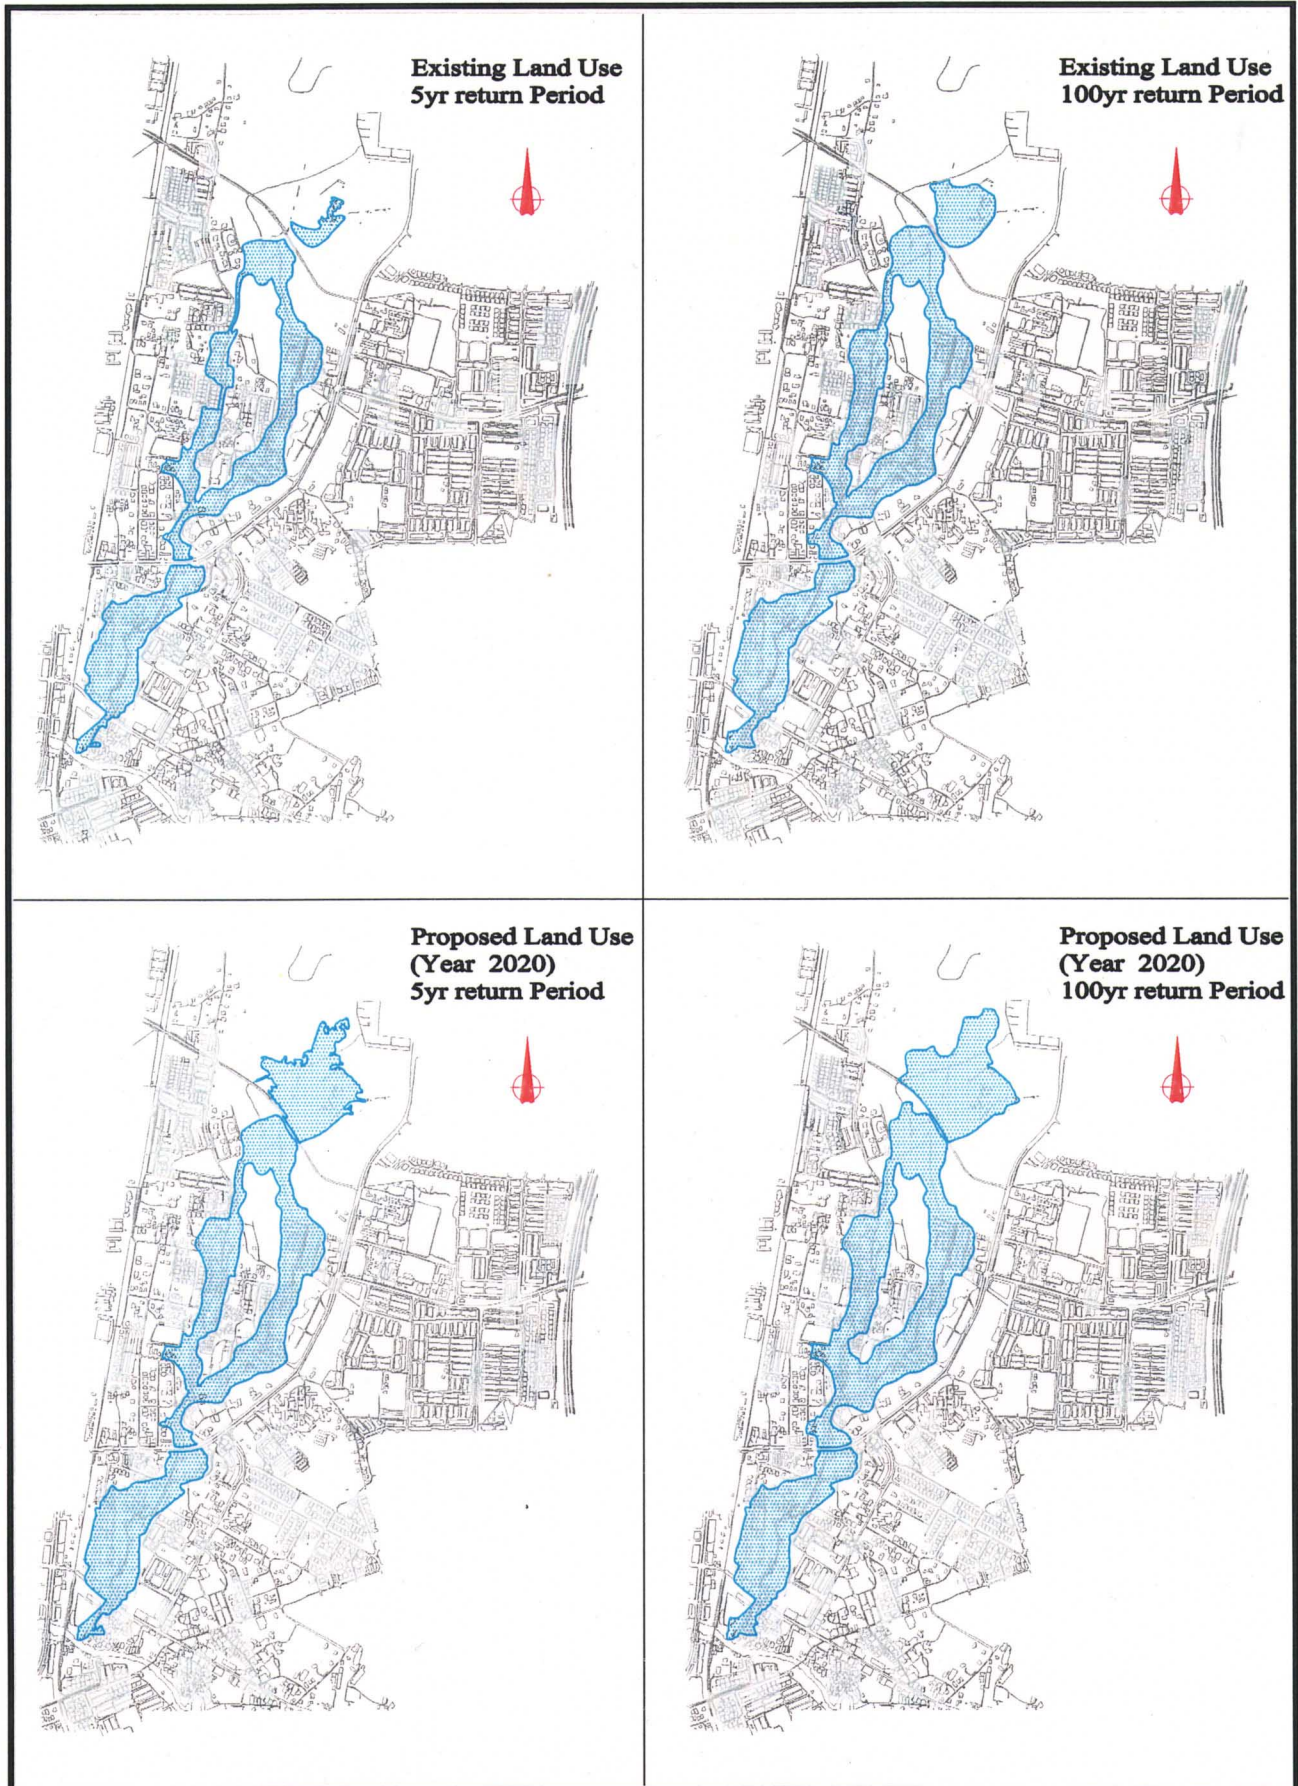 Existing Land Use
5yr return Period
Existing Land Use
100yr return Period
Proposed Land Use
(Year 2020)
5yr return Period
Proposed Land Use
(Year 2020)
100yr return Period